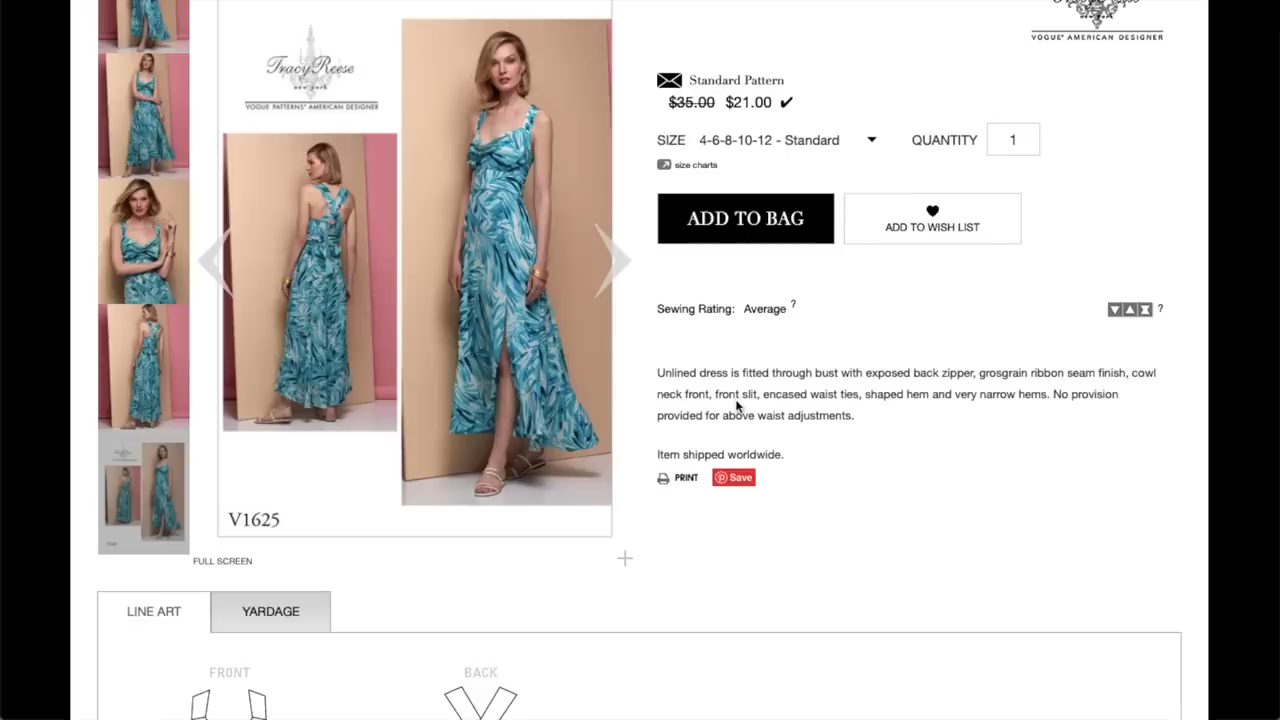 VOGUE® AMERICAN DESIGNER
Tracy Reese
new york
VOGUE PATTERNS® AMERICAN DESIGNER
V1625
FULL SCREEN
Standard Pattern
$35.00 $21.00 ✔
SIZE 4-6-8-10-12 - Standard QUANTITY 1
size charts
ADD TO BAG
ADD TO WISH LIST
Sewing Rating: Average ?
?
Unlined dress is fitted through bust with exposed back zipper, grosgrain ribbon seam finish, cowl
neck front, front slit, encased waist ties, shaped hem and very narrow hems. No provision
provided for above waist adjustments.
Item shipped worldwide.
PRINT Save
LINE ART YARDAGE
FRONT BACK